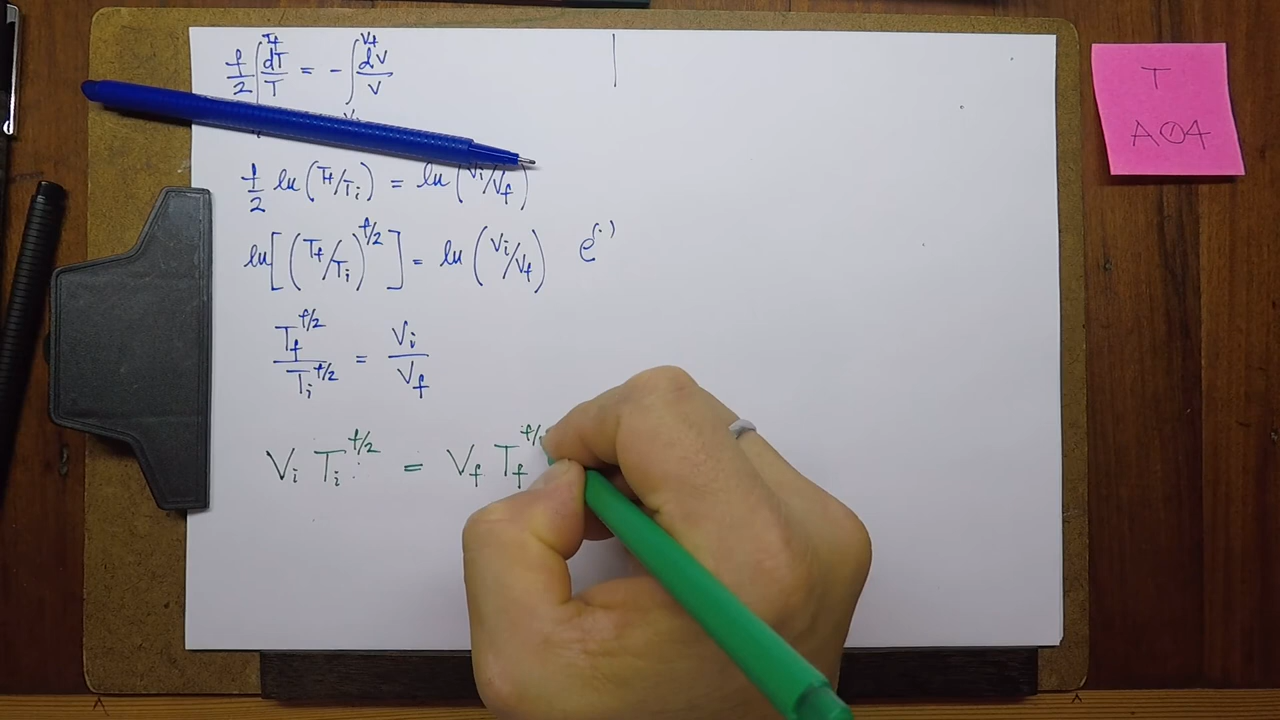 f/2 ∫ dT/T = - ∫ dV/V
f/2 ln (Tf/Ti) = ln (Vi/Vf)
ln[(Tf/Ti)^f/2] = ln (Vi/Vf) e^(·)
Tf^f/2 / Ti^f/2 = Vi / Vf
Vi Ti^f/2 = Vf Tf^f/
T
A04